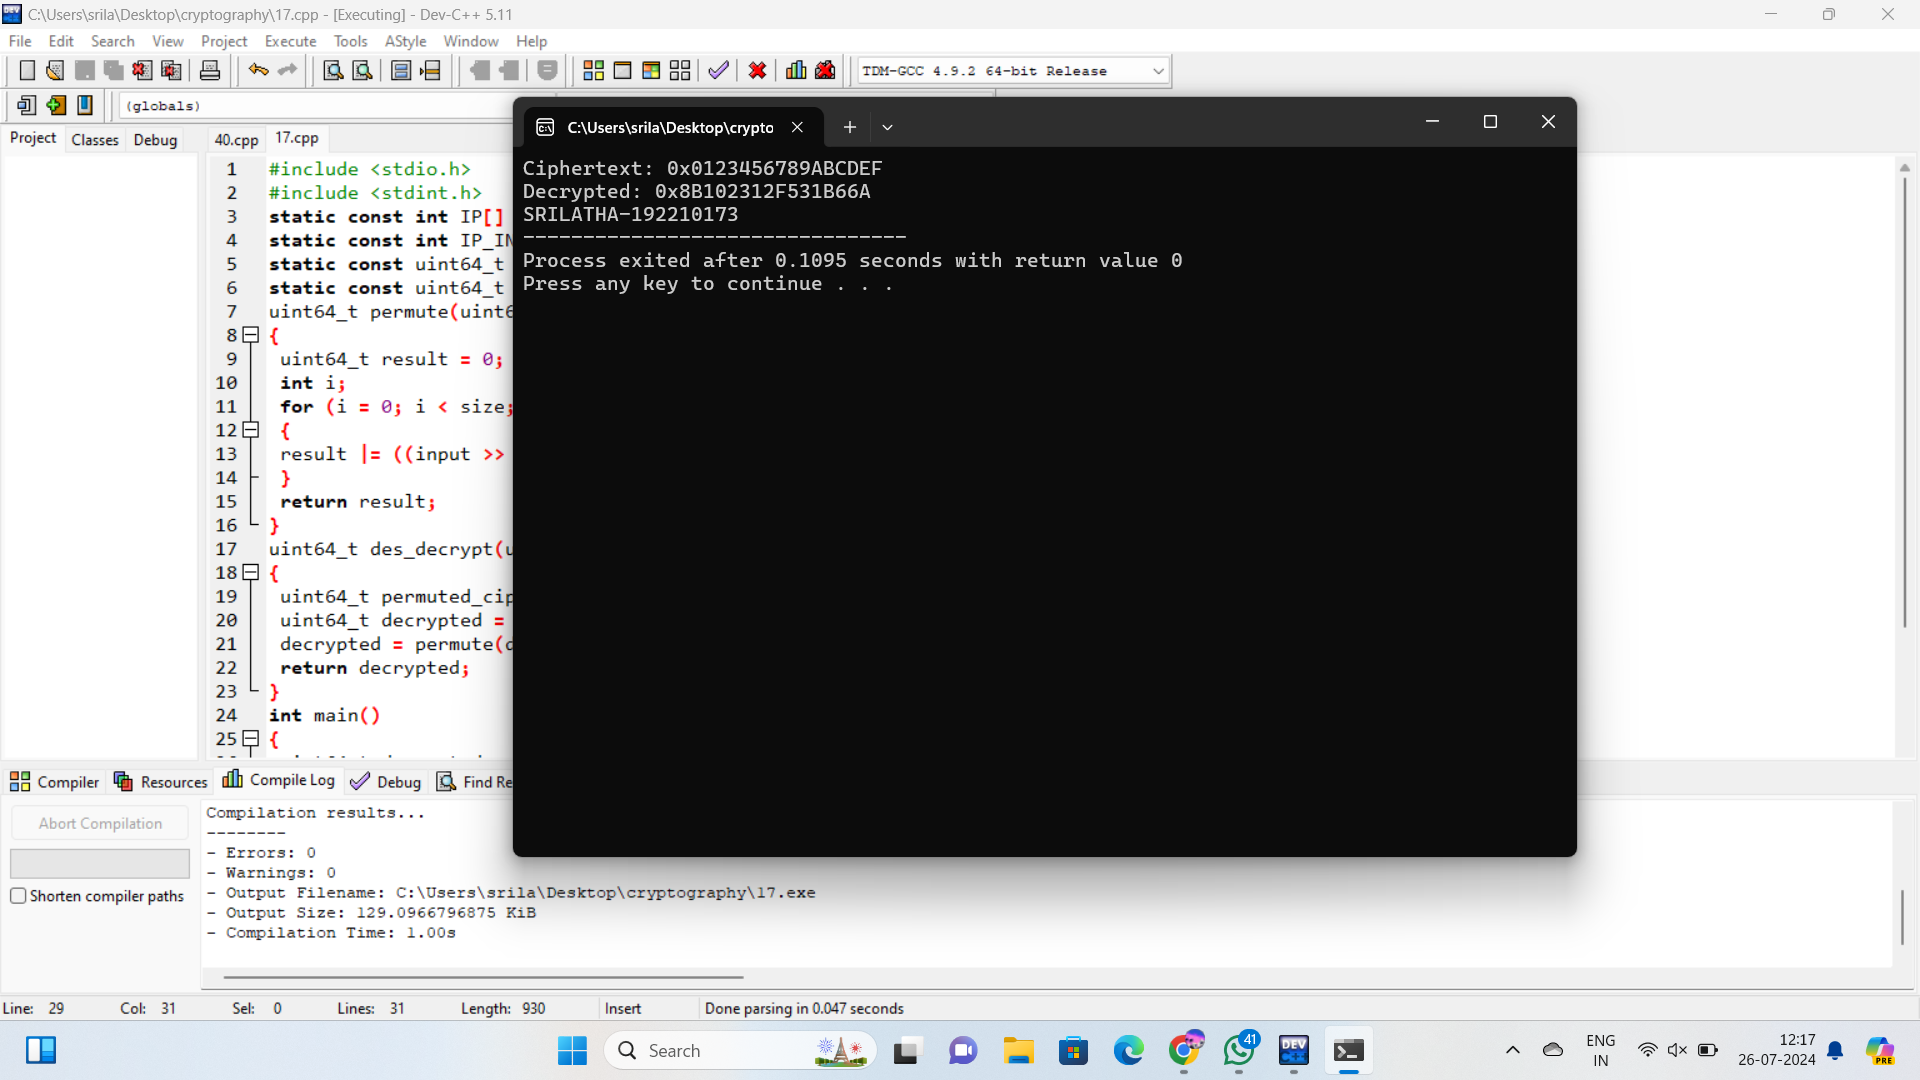 C:\Users\srila\Desktop\cryptography\17.cpp - [Executing] - Dev-C++ 5.11
File Edit Search View Project Execute Tools AStyle Window Help
TDM-GCC 4.9.2 64-bit Release
(globals)
Project Classes Debug
40.cpp 17.cpp
1 #include <stdio.h>
2 #include <stdint.h>
3 static const int IP[]
4 static const int IP_IN
5 static const uint64_t
6 static const uint64_t
7 uint64_t permute(uint6
8 {
9 uint64_t result = 0;
10 int i;
11 for (i = 0; i < size;
12 {
13 result |= ((input >>
14 }
15 return result;
16 }
17 uint64_t des_decrypt(u
18 {
19 uint64_t permuted_cip
20 uint64_t decrypted =
21 decrypted = permute(d
22 return decrypted;
23 }
24 int main()
25 {
C:\Users\srila\Desktop\crypto
Ciphertext: 0x0123456789ABCDEF
Decrypted: 0x8B102312F531B66A
SRILATHA-192210173
--------------------------------
Process exited after 0.1095 seconds with return value 0
Press any key to continue . . .
Compiler Resources Compile Log Debug Find Re
Abort Compilation
Shorten compiler paths
Compilation results...
--------
- Errors: 0
- Warnings: 0
- Output Filename: C:\Users\srila\Desktop\cryptography\17.exe
- Output Size: 129.0966796875 KiB
- Compilation Time: 1.00s
Line: 29 Col: 31 Sel: 0 Lines: 31 Length: 930 Insert Done parsing in 0.047 seconds
Search
41
DEV
ENG
IN
12:17
26-07-2024
PRE